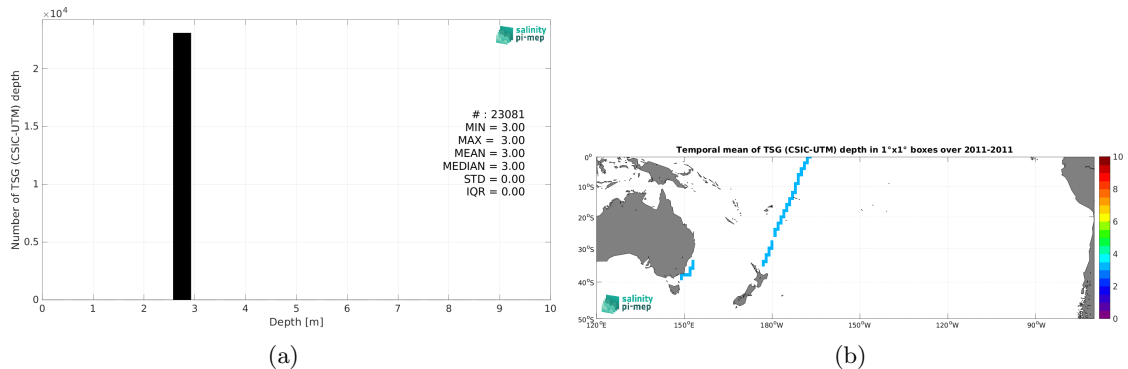 ×10⁴
2
1.5
1
0.5
0
0 1 2 3 4 5 6 7 8 9 10
Number of TSG (CSIC-UTM) depth
Depth [m]
salinity
pi-mep
# : 23081
MIN = 3.00
MAX = 3.00
MEAN = 3.00
MEDIAN = 3.00
STD = 0.00
IQR = 0.00
(a)
Temporal mean of TSG (CSIC-UTM) depth in 1°x1° boxes over 2011-2011
0°
10°S
20°S
30°S
40°S
50°S
120°E 150°E 180°W 150°W 120°W 90°W
salinity
pi-mep
10
8
6
4
2
0
(b)